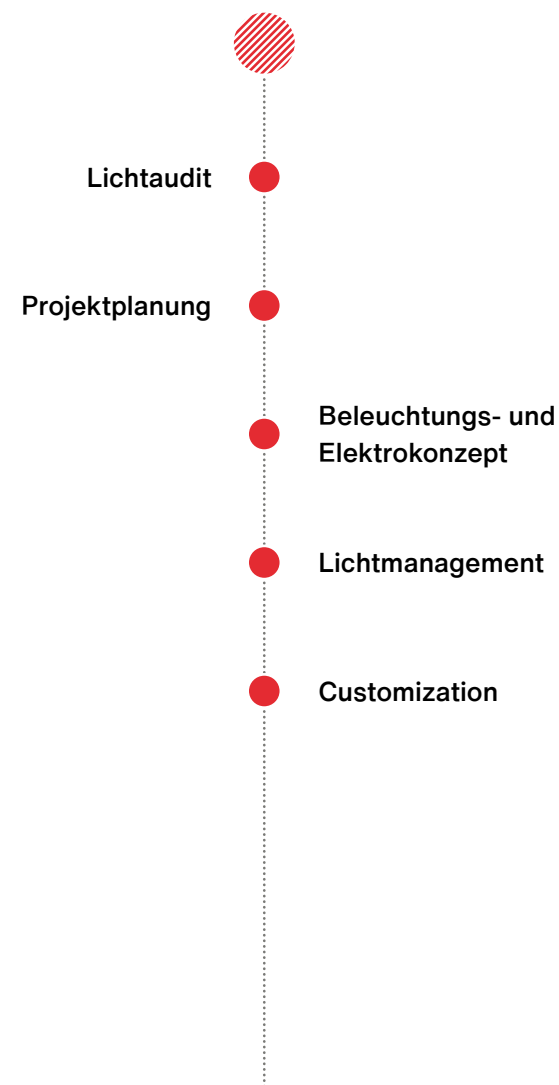 Lichtaudit
Projektplanung
Beleuchtungs- und
Elektrokonzept
Lichtmanagement
Customization